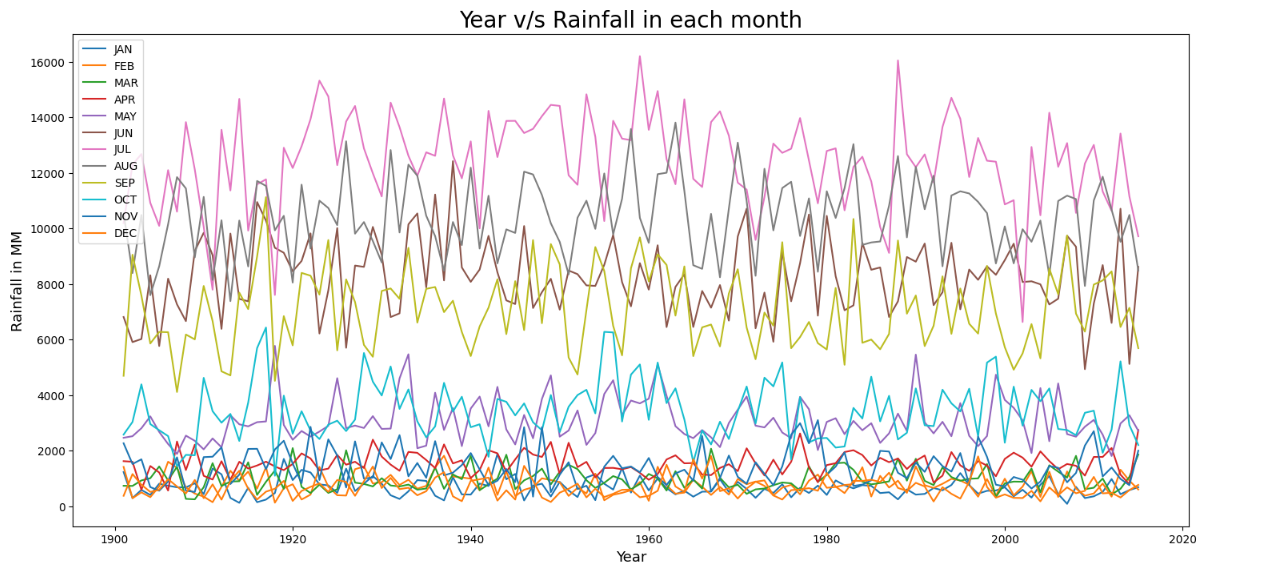 Year v/s Rainfall in each month
JAN
FEB
MAR
APR
MAY
JUN
JUL
AUG
SEP
OCT
NOV
DEC
Rainfall in MM
16000
14000
12000
10000
8000
6000
4000
2000
0
1900 1920 1940 1960 1980 2000 2020
Year